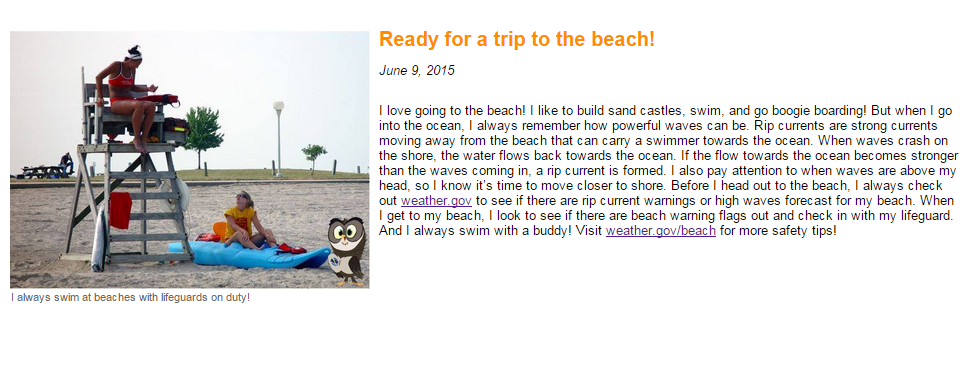 Ready for a trip to the beach!
June 9, 2015
I love going to the beach! I like to build sand castles, swim, and go boogie boarding! But when I go
into the ocean, I always remember how powerful waves can be. Rip currents are strong currents
moving away from the beach that can carry a swimmer towards the ocean. When waves crash on
the shore, the water flows back towards the ocean. If the flow towards the ocean becomes stronger
than the waves coming in, a rip current is formed. I also pay attention to when waves are above my
head, so I know it's time to move closer to shore. Before I head out to the beach, I always check
out weather.gov to see if there are rip current warnings or high waves forecast for my beach. When
I get to my beach, I look to see if there are beach warning flags out and check in with my lifeguard.
And I always swim with a buddy! Visit weather.gov/beach for more safety tips!
I always swim at beaches with lifeguards on duty!